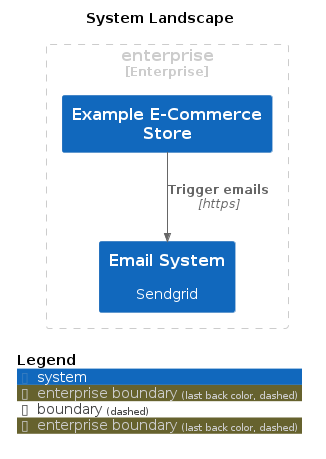 System Landscape
enterprise
[Enterprise]
Example E-Commerce
Store
Trigger emails
[https]
Email System
Sendgrid
Legend
system
enterprise boundary (last back color, dashed)
boundary (dashed)
enterprise boundary (last back color, dashed)